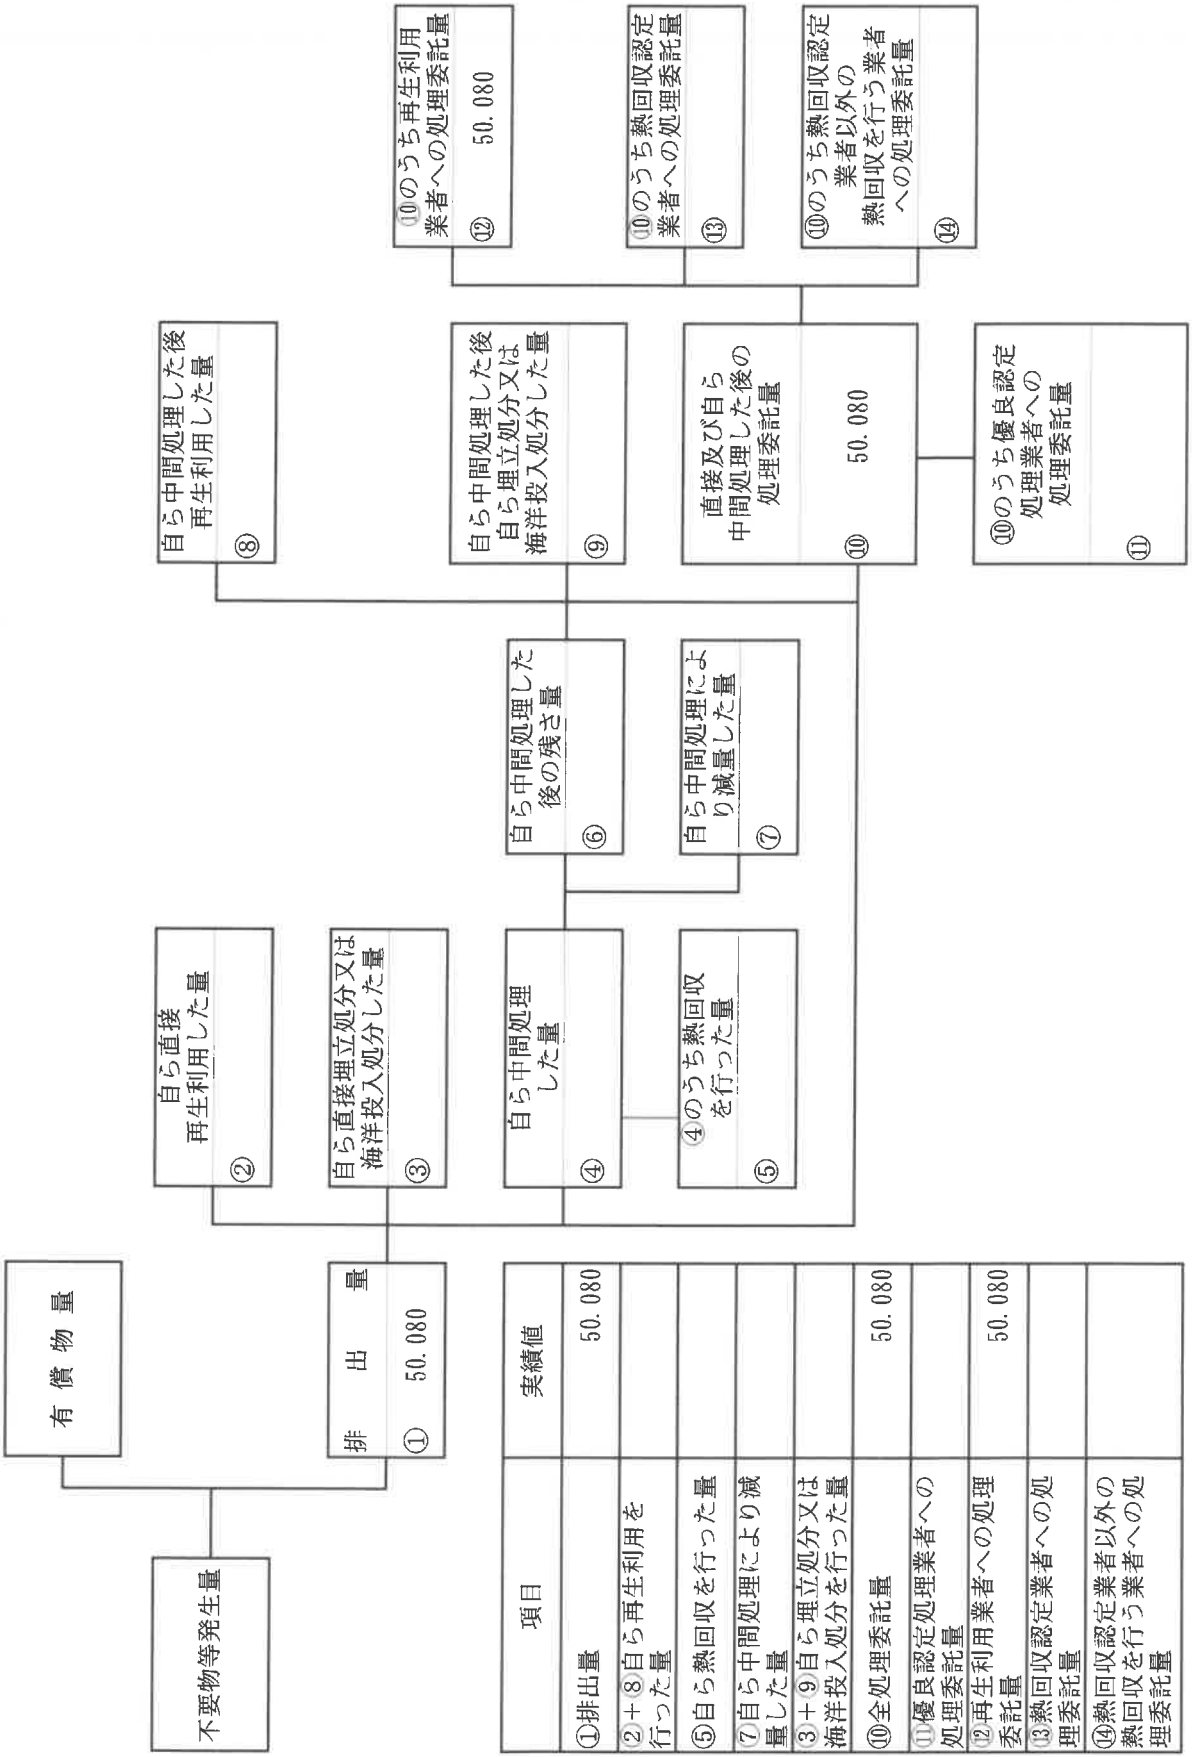 不要物等発生量
有償物量
排出量
① 50.080
自ら直接
再生利用した量
②
自ら直接埋立処分又は
海洋投入処分した量
③
自ら中間処理
した量
④
④のうち熱回収
を行った量
⑤
自ら中間処理した
後の残さ量
⑥
自ら中間処理によ
り減量した量
⑦
自ら中間処理した後
再生利用した量
⑧
自ら中間処理した後
自ら埋立処分又は
海洋投入処分した量
⑨
直接及び自ら
中間処理した後の
処理委託量
⑩ 50.080
⑩のうち優良認定
処理業者への
処理委託量
⑪
⑩のうち再生利用
業者への処理委託量
⑫ 50.080
⑩のうち熱回収認定
業者への処理委託量
⑬
⑩のうち熱回収認定
業者以外の
熱回収を行う業者
への処理委託量
⑭
項目 実績値
①排出量 50.080
②+⑧自ら再生利用を
行った量
⑤自ら熱回収を行った量
⑦自ら中間処理により減
量した量
③+⑨自ら埋立処分又は
海洋投入処分を行った量
⑩全処理委託量 50.080
⑪優良認定処理業者への
処理委託量
⑫再生利用業者への処理
委託量 50.080
⑬熱回収認定業者への処
理委託量
⑭熱回収認定業者以外の
熱回収を行う業者への処
理委託量